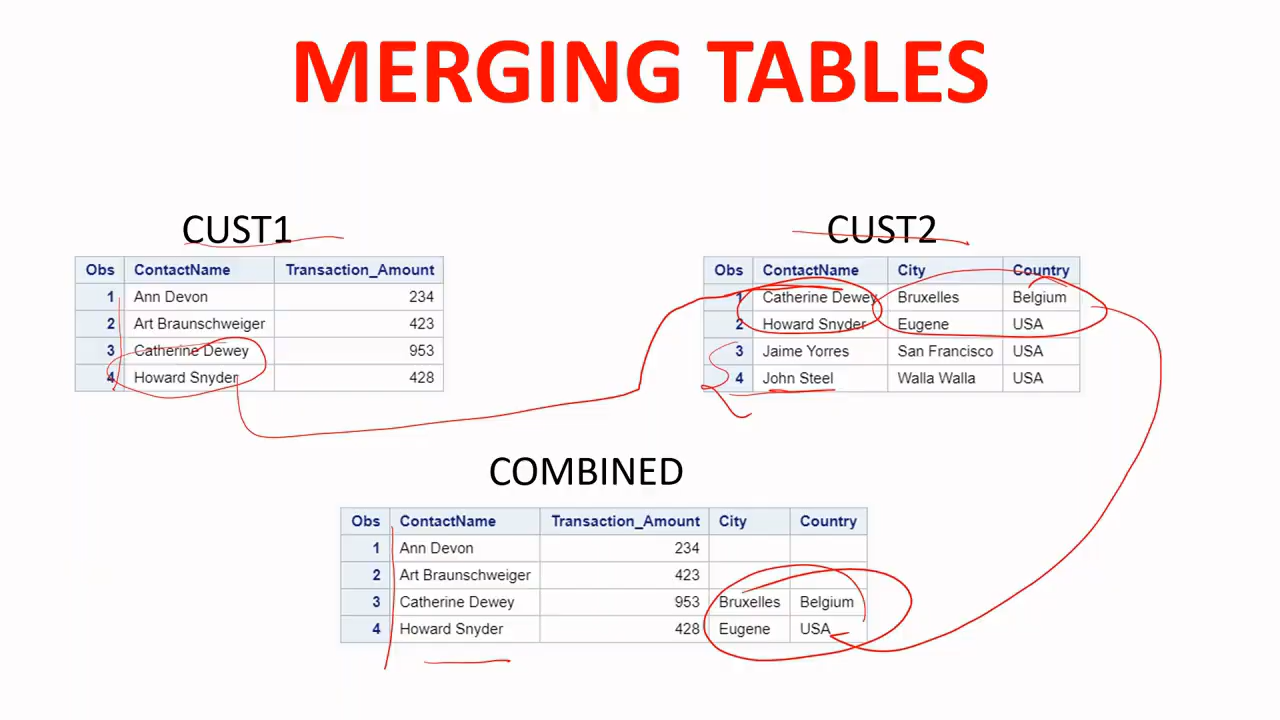 MERGING TABLES
CUST1
Obs ContactName Transaction_Amount
1 Ann Devon 234
2 Art Braunschweiger 423
3 Catherine Dewey 953
4 Howard Snyder 428
CUST2
Obs ContactName City Country
1 Catherine Dewey Bruxelles Belgium
2 Howard Snyder Eugene USA
3 Jaime Yorres San Francisco USA
4 John Steel Walla Walla USA
COMBINED
Obs ContactName Transaction_Amount City Country
1 Ann Devon 234
2 Art Braunschweiger 423
3 Catherine Dewey 953 Bruxelles Belgium
4 Howard Snyder 428 Eugene USA